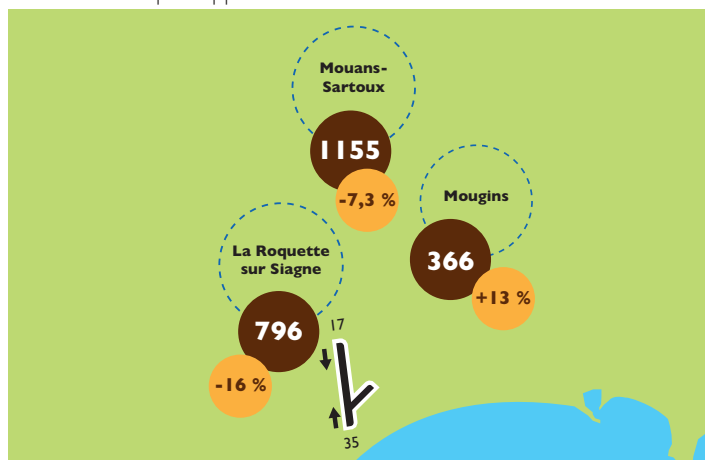 Mouans-
Sartoux
1155
-7,3 %
Mougins
366
+13 %
La Roquette
sur Siagne
796
-16 %
17
35